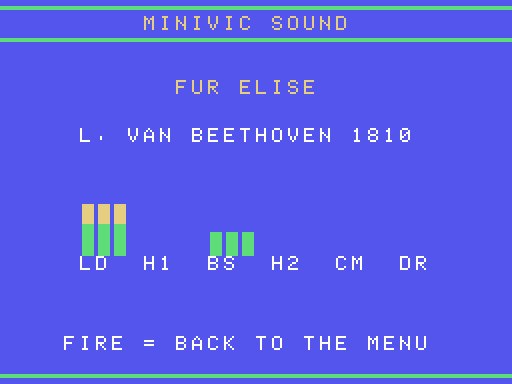 MINIVIC SOUND
FUR ELISE
L. VAN BEETHOVEN 1810
LD H1 BS H2 CM DR
FIRE = BACK TO THE MENU